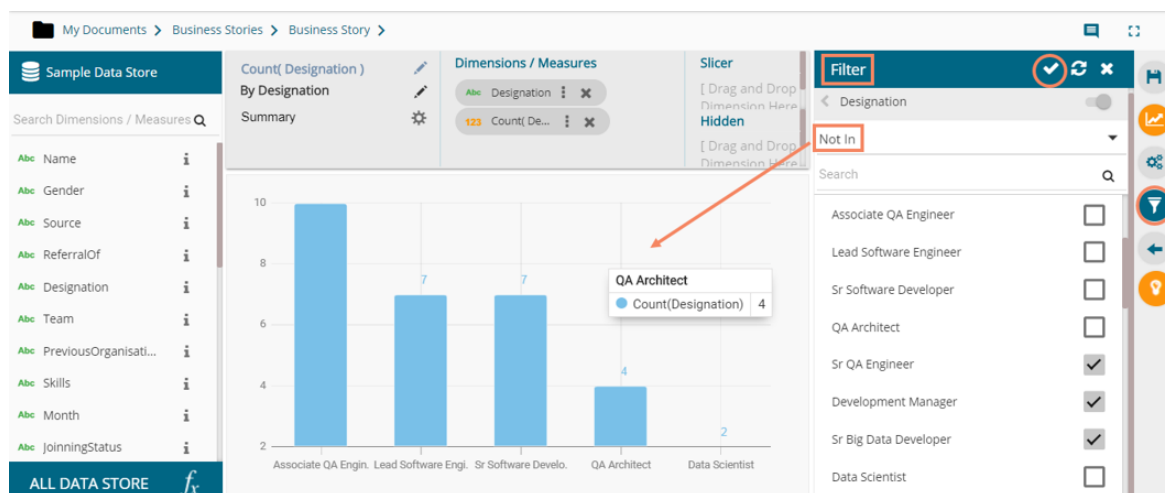 My Documents > Business Stories > Business Story >
Sample Data Store
Search Dimensions / Measures
Abc Name i
Abc Gender i
Abc Source i
Abc ReferralOf i
Abc Designation i
Abc Team i
Abc PreviousOrganisati... i
Abc Skills i
Abc Month i
Abc JoinningStatus i
ALL DATA STORE fx
Count( Designation )
By Designation
Summary
Dimensions / Measures
Abc Designation
123 Count( De...
Slicer
[ Drag and Drop
Dimension Here
Hidden
[ Drag and Drop
Dimension Here
10
8
6
4
2
7
7
4
2
QA Architect
Count(Designation) 4
Associate QA Engin.
Lead Software Engi.
Sr Software Develo.
QA Architect
Data Scientist
Filter
Designation
Not In
Search
Associate QA Engineer
Lead Software Engineer
Sr Software Developer
QA Architect
Sr QA Engineer
Development Manager
Sr Big Data Developer
Data Scientist